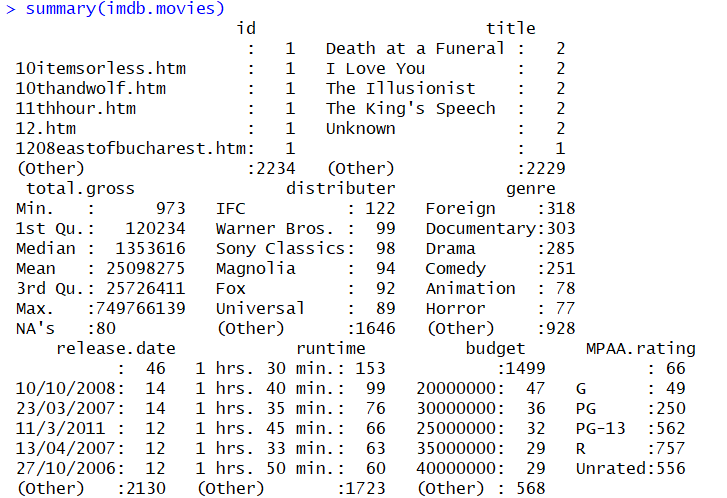 > summary(imdb.movies)
                          id                     title
                           :   1   Death at a Funeral :   2
 10itemsorless.htm         :   1   I Love You         :   2
 10thandwolf.htm           :   1   The Illusionist    :   2
 11thhour.htm              :   1   The King's Speech  :   2
 12.htm                    :   1   Unknown            :   2
 1208eastofbucharest.htm:   1                      :   1
 (Other)                   :2234   (Other)            :2229
  total.gross               distributer           genre
 Min.   :      973   IFC          : 122   Foreign    :318
 1st Qu.:   120234   Warner Bros. :  99   Documentary:303
 Median :  1353616   Sony Classics:  98   Drama      :285
 Mean   : 25098275   Magnolia     :  94   Comedy     :251
 3rd Qu.: 25726411   Fox          :  92   Animation  : 78
 Max.   :749766139   Universal    :  89   Horror     : 77
 NA's   :80          (Other)      :1646   (Other)    :928
     release.date            runtime           budget      MPAA.rating
           :  46   1 hrs. 30 min.: 153           :1499          : 66
 10/10/2008:  14   1 hrs. 40 min.:  99   20000000:  47   G      : 49
 23/03/2007:  14   1 hrs. 35 min.:  76   30000000:  36   PG     :250
 11/3/2011 :  12   1 hrs. 45 min.:  66   25000000:  32   PG-13  :562
 13/04/2007:  12   1 hrs. 33 min.:  63   35000000:  29   R      :757
 27/10/2006:  12   1 hrs. 50 min.:  60   40000000:  29   Unrated:556
 (Other)   :2130   (Other)       :1723   (Other) : 568